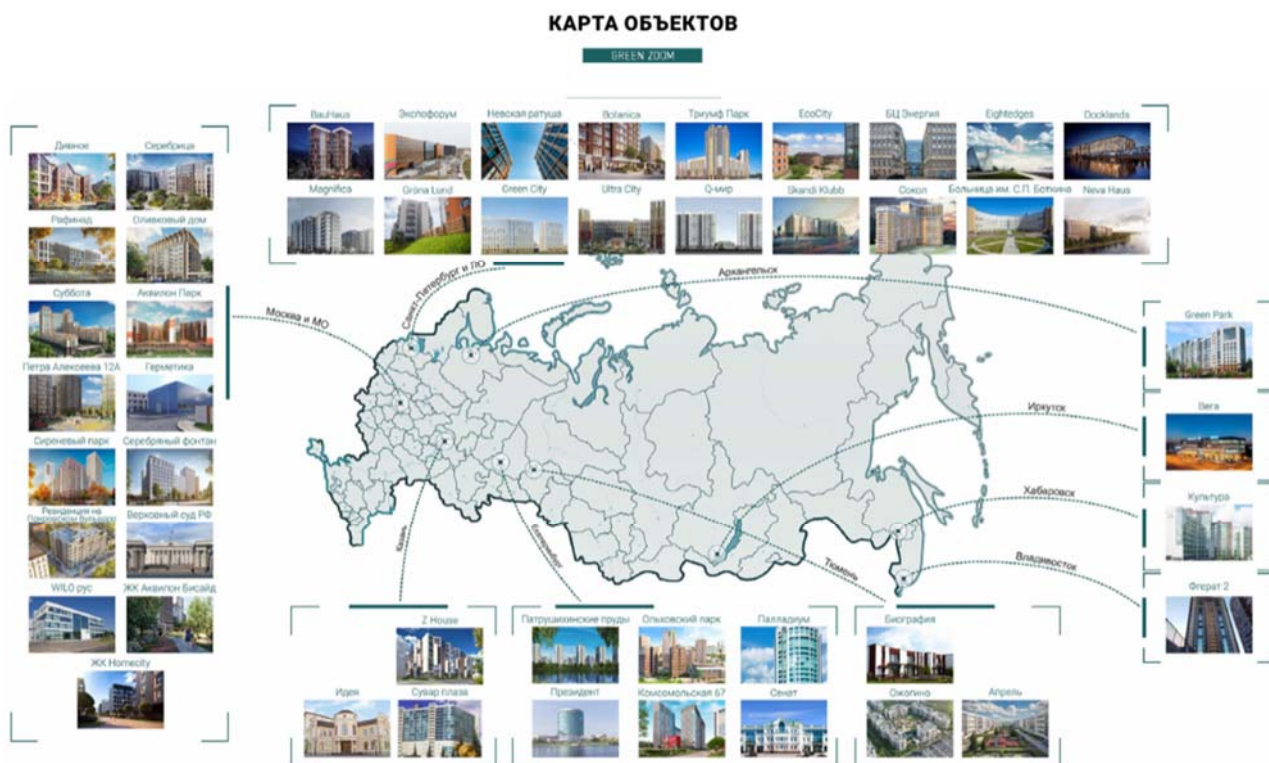 КАРТА ОБЪЕКТОВ
GREEN ZOOM
BauHaus
Экспофорум
Невская ратуша
Botanica
Триумф Парк
EcoCity
БЦ Энергия
Eightedges
Docklands
Magnifica
Gröna Lund
Green City
Ultra City
Q-мир
Skandi Klubb
Сокол
Больница им. С.П. Боткина
Neva Haus
Дивное
Серебрица
Рафинад
Оливковый дом
Суббота
Аквилон Парк
Петра Алексеева 12А
Герметика
Сиреневый парк
Серебряный фонтан
Резиденция на
Покровском бульваре
Верховный суд РФ
WILO рус
ЖК Аквилон Бисайд
ЖК Homecity
Москва и МО
Санкт-Петербург и ЛО
Архангельск
Иркутск
Хабаровск
Владивосток
Казань
Екатеринбург
Тюмень
Green Park
Вега
Культура
Фрегат 2
Z House
Идея
Сувар плаза
Патрушихинские пруды
Ольховский парк
Палладиум
Президент
Комсомольская 67
Сенат
Биография
Ожогино
Апрель